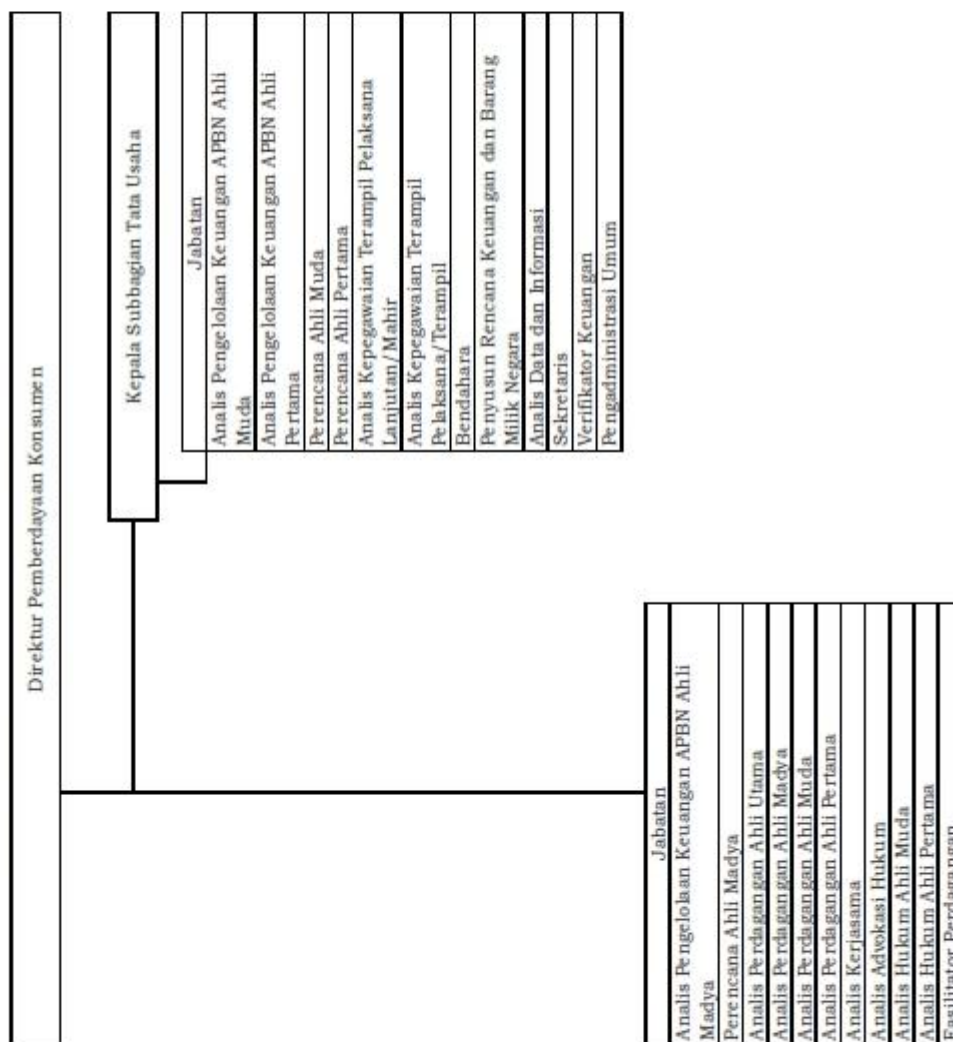 Direktur Pemberdayaan Konsumen
Kepala Subbagian Tata Usaha
Jabatan
Analis Pengelolaan Keuangan APBN Ahli
Muda
Analis Pengelolaan Keuangan APBN Ahli
Pertama
Perencana Ahli Muda
Perencana Ahli Pertama
Analis Kepegawaian Terampil Pelaksana
Lanjutan/Mahir
Analis Kepegawaian Terampil
Pelaksana/Terampil
Bendahara
Penyusun Rencana Keuangan dan Barang
Milik Negara
Analis Data dan Informasi
Sekretaris
Verifikator Keuangan
Pengadministrasi Umum
Jabatan
Analis Pengelolaan Keuangan APBN Ahli
Madya
Perencana Ahli Madya
Analis Perdagangan Ahli Utama
Analis Perdagangan Ahli Madya
Analis Perdagangan Ahli Muda
Analis Perdagangan Ahli Pertama
Analis Kerjasama
Analis Advokasi Hukum
Analis Hukum Ahli Muda
Analis Hukum Ahli Pertama
Fasilitator Perdagangan